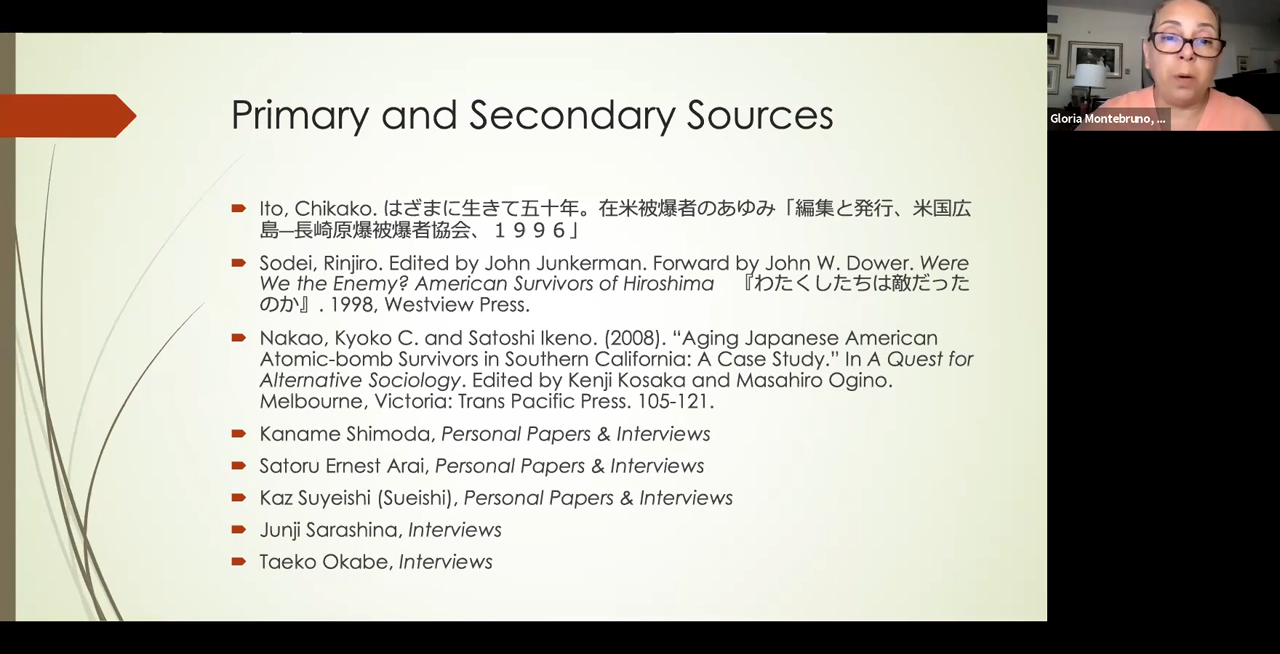 Primary and Secondary Sources
Ito, Chikako. はざまに生きて五十年。在米被爆者のあゆみ「編集と発行、米国広
島—長崎原爆被爆者協会、１９９６」
Sodei, Rinjiro. Edited by John Junkerman. Forward by John W. Dower. Were
We the Enemy? American Survivors of Hiroshima 『わたくしたちは敵だった
のか』. 1998, Westview Press.
Nakao, Kyoko C. and Satoshi Ikeno. (2008). “Aging Japanese American
Atomic-bomb Survivors in Southern California: A Case Study.” In A Quest for
Alternative Sociology. Edited by Kenji Kosaka and Masahiro Ogino.
Melbourne, Victoria: Trans Pacific Press. 105-121.
Kaname Shimoda, Personal Papers & Interviews
Satoru Ernest Arai, Personal Papers & Interviews
Kaz Suyeishi (Sueishi), Personal Papers & Interviews
Junji Sarashina, Interviews
Taeko Okabe, Interviews
Gloria Montebruno, ...